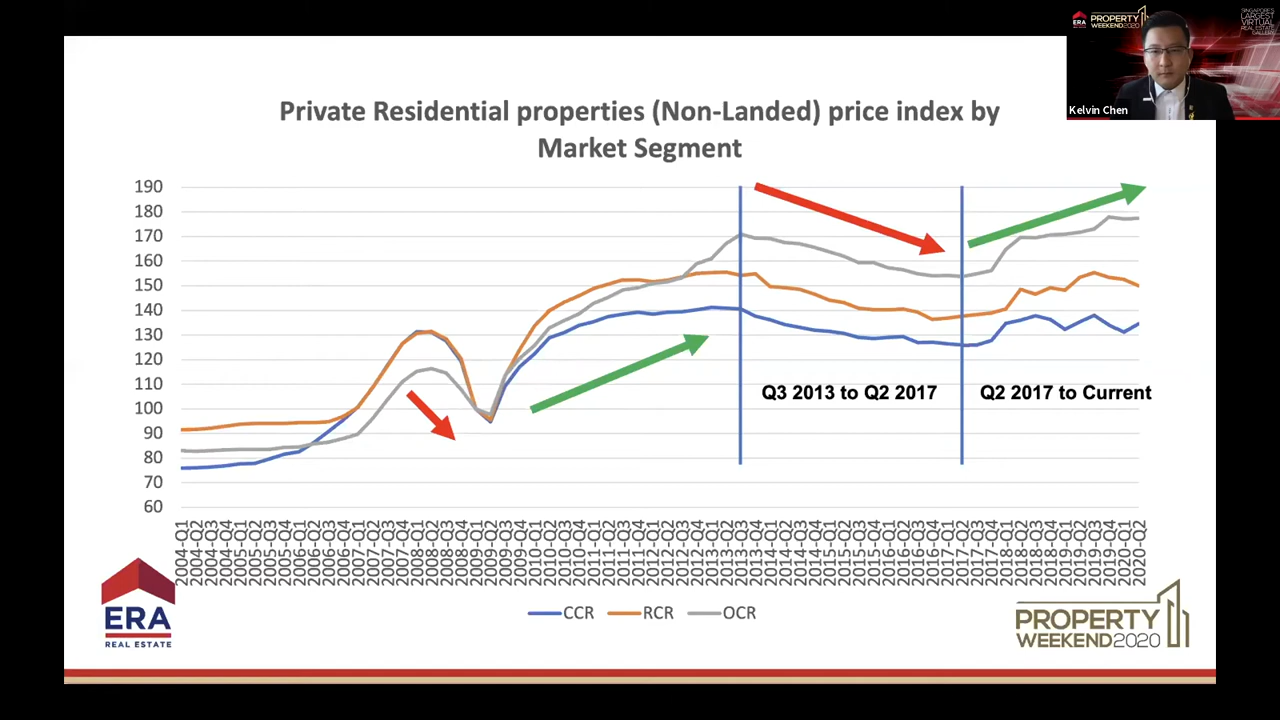 ERA
PROPERTY
WEEKEND2020
SINGAPORE'S
LARGEST
VIRTUAL
REAL ESTATE
GALLERY
Kelvin Chen
Private Residential properties (Non-Landed) price index by
Market Segment
190
180
170
160
150
140
130
120
110
100
90
80
70
60
Q3 2013 to Q2 2017
Q2 2017 to Current
2004-Q1
2004-Q2
2004-Q3
2004-Q4
2005-Q1
2005-Q2
2005-Q3
2005-Q4
2006-Q1
2006-Q2
2006-Q3
2006-Q4
2007-Q1
2007-Q2
2007-Q3
2007-Q4
2008-Q1
2008-Q2
2008-Q3
2008-Q4
2009-Q1
2009-Q2
2009-Q3
2009-Q4
2010-Q1
2010-Q2
2010-Q3
2010-Q4
2011-Q1
2011-Q2
2011-Q3
2011-Q4
2012-Q1
2012-Q2
2012-Q3
2012-Q4
2013-Q1
2013-Q2
2013-Q3
2013-Q4
2014-Q1
2014-Q2
2014-Q3
2014-Q4
2015-Q1
2015-Q2
2015-Q3
2015-Q4
2016-Q1
2016-Q2
2016-Q3
2016-Q4
2017-Q1
2017-Q2
2017-Q3
2017-Q4
2018-Q1
2018-Q2
2018-Q3
2018-Q4
2019-Q1
2019-Q2
2019-Q3
2019-Q4
2020-Q1
2020-Q2
CCR
RCR
OCR
ERA
REAL ESTATE
PROPERTY
WEEKEND2020